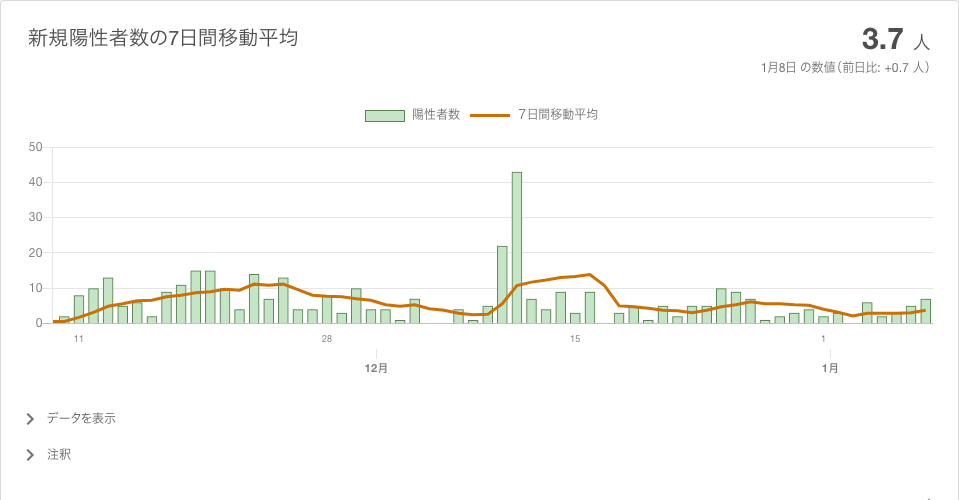 新規陽性者数の7日間移動平均
3.7 人
1月8日 の数値（前日比: +0.7 人）
陽性者数
7日間移動平均
50
40
30
20
10
0
11
28
15
1
12月
1月
データを表示
注釈